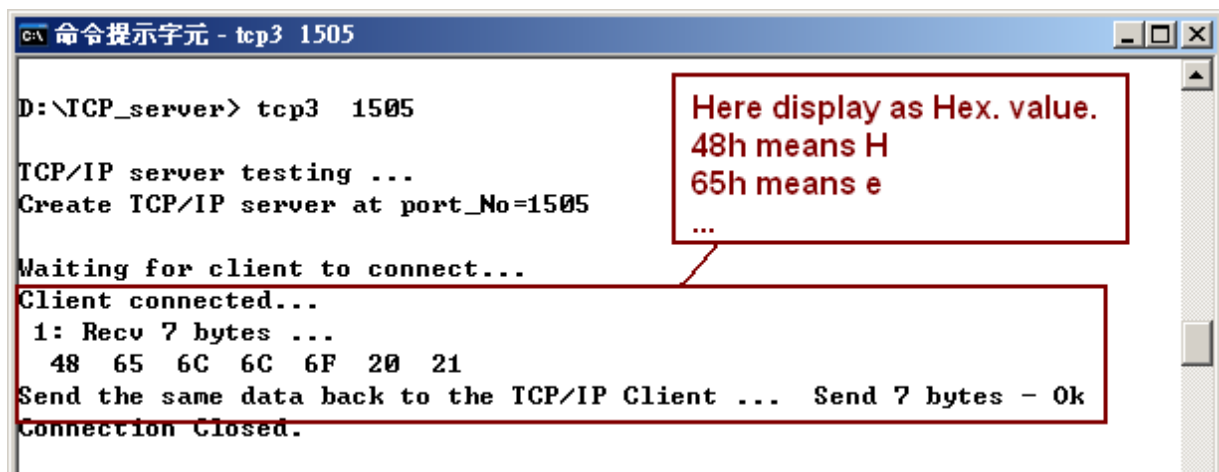 命令提示字元 - tcp3 1505
D:\TCP_server> tcp3 1505
Here display as Hex. value.
48h means H
65h means e
...
TCP/IP server testing ...
Create TCP/IP server at port_No=1505
Waiting for client to connect...
Client connected...
1: Recv 7 bytes ...
48 65 6C 6C 6F 20 21
Send the same data back to the TCP/IP Client ... Send 7 bytes - Ok
Connection Closed.